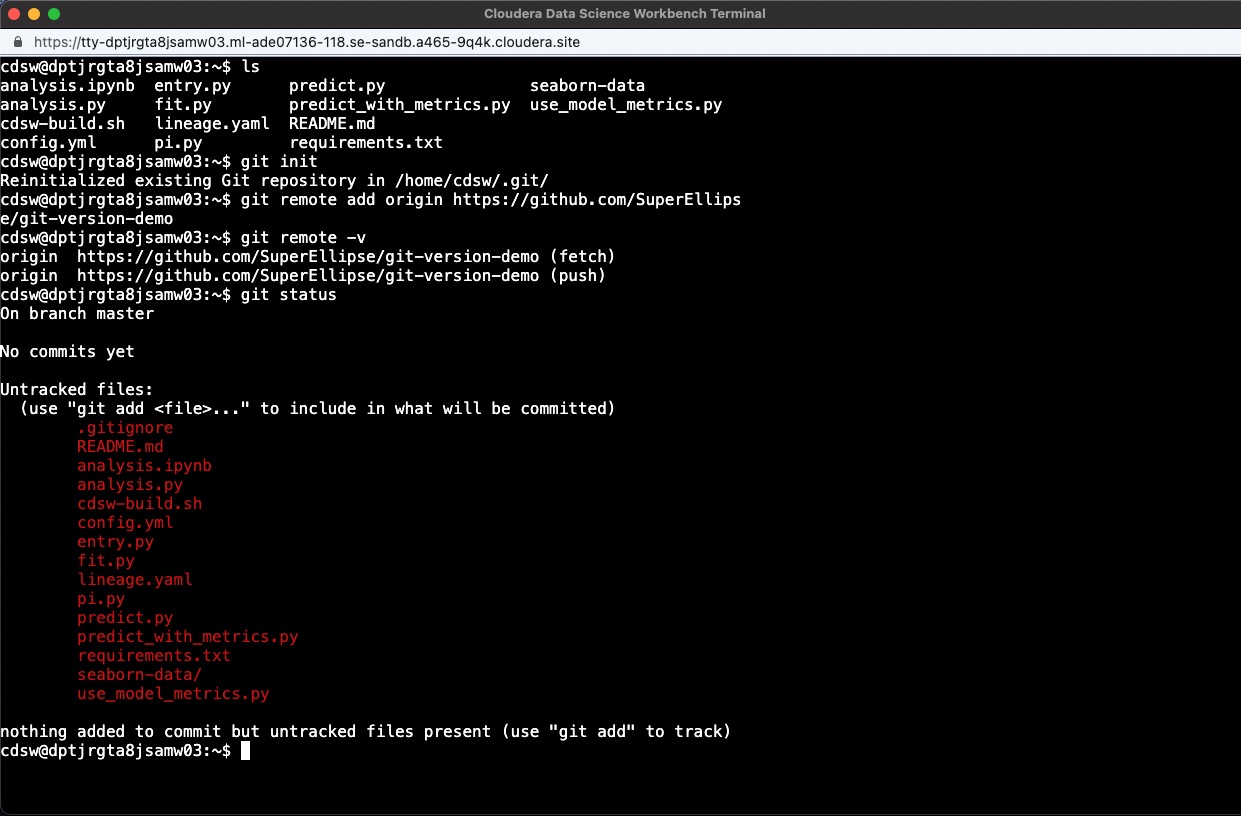 Cloudera Data Science Workbench Terminal
https://tty-dptjrgta8jsamw03.ml-ade07136-118.se-sandb.a465-9q4k.cloudera.site
cdsw@dptjrgta8jsamw03:~$ ls
analysis.ipynb  entry.py      predict.py               seaborn-data
analysis.py     fit.py        predict_with_metrics.py  use_model_metrics.py
cdsw-build.sh   lineage.yaml  README.md
config.yml      pi.py         requirements.txt
cdsw@dptjrgta8jsamw03:~$ git init
Reinitialized existing Git repository in /home/cdsw/.git/
cdsw@dptjrgta8jsamw03:~$ git remote add origin https://github.com/SuperEllips
e/git-version-demo
cdsw@dptjrgta8jsamw03:~$ git remote -v
origin  https://github.com/SuperEllipse/git-version-demo (fetch)
origin  https://github.com/SuperEllipse/git-version-demo (push)
cdsw@dptjrgta8jsamw03:~$ git status
On branch master

No commits yet

Untracked files:
  (use "git add <file>..." to include in what will be committed)
        .gitignore
        README.md
        analysis.ipynb
        analysis.py
        cdsw-build.sh
        config.yml
        entry.py
        fit.py
        lineage.yaml
        pi.py
        predict.py
        predict_with_metrics.py
        requirements.txt
        seaborn-data/
        use_model_metrics.py

nothing added to commit but untracked files present (use "git add" to track)
cdsw@dptjrgta8jsamw03:~$